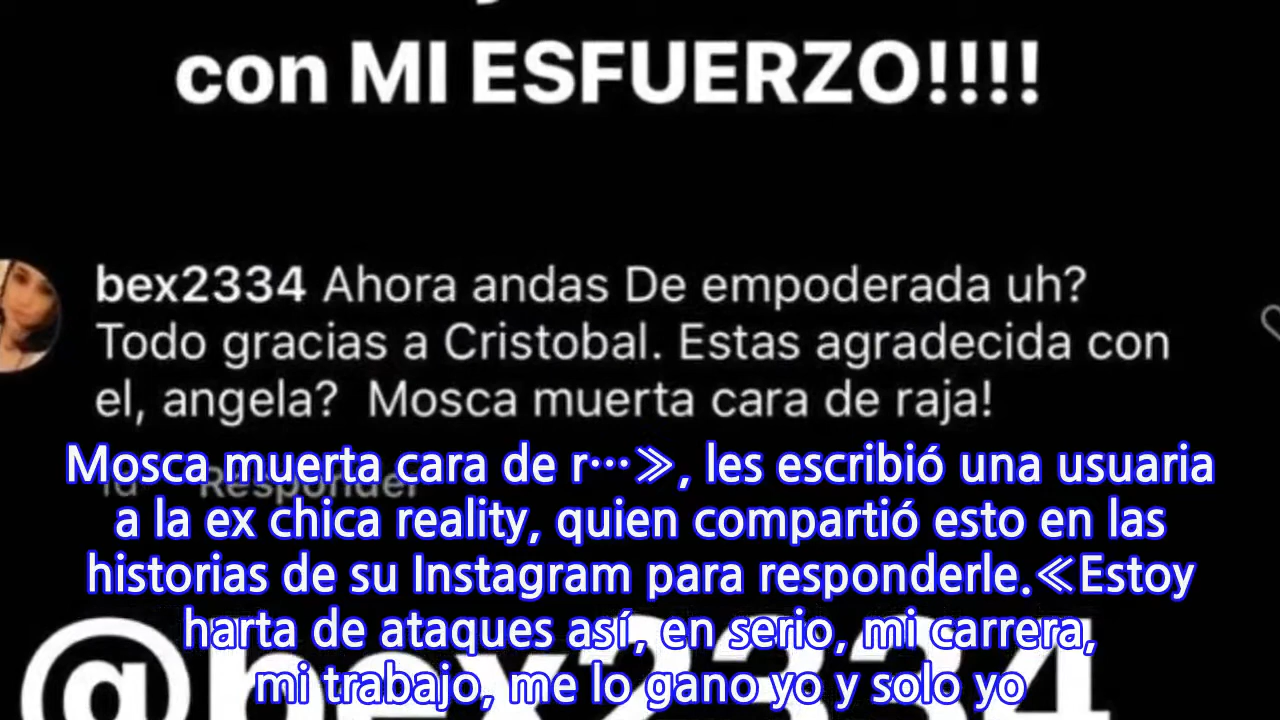 con MI ESFUERZO!!!!
bex2334 Ahora andas De empoderada uh?
Todo gracias a Cristobal. Estas agradecida con
el, angela?  Mosca muerta cara de raja!
Responder
Mosca muerta cara de r…≫, les escribió una usuaria
a la ex chica reality, quien compartió esto en las
historias de su Instagram para responderle.≪Estoy
harta de ataques así, en serio, mi carrera,
mi trabajo, me lo gano yo y solo yo
@bex2334